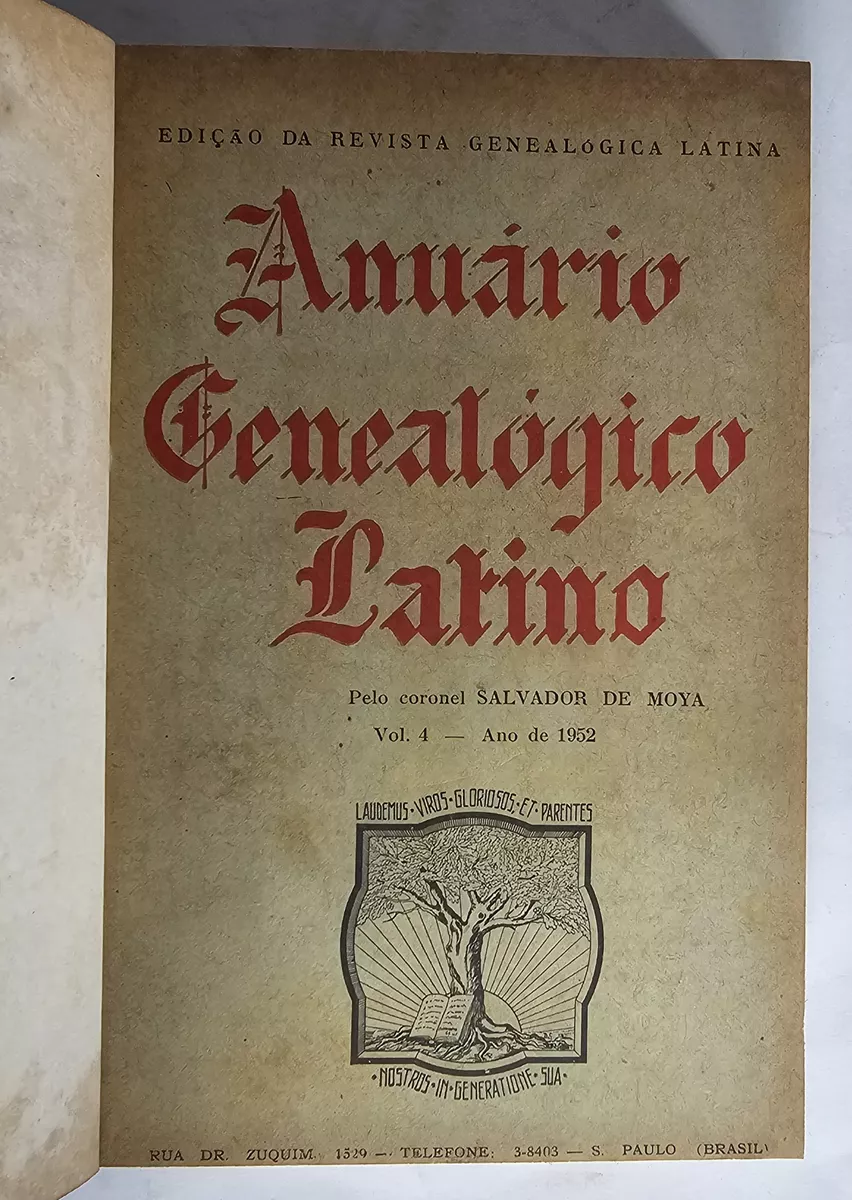 EDIÇÃO DA REVISTA GENEALÓGICA LATINA
Anuário
Genealógico
Latino
Pelo coronel SALVADOR DE MOYA
Vol. 4 — Ano de 1952
LAUDEMUS · VIROS · GLORIOSOS, · ET · PARENTES
· NOSTROS · IN · GENERATIONE · SUA ·
RUA DR. ZUQUIM, 1529 — TELEFONE: 3-8403 — S. PAULO (BRASIL)